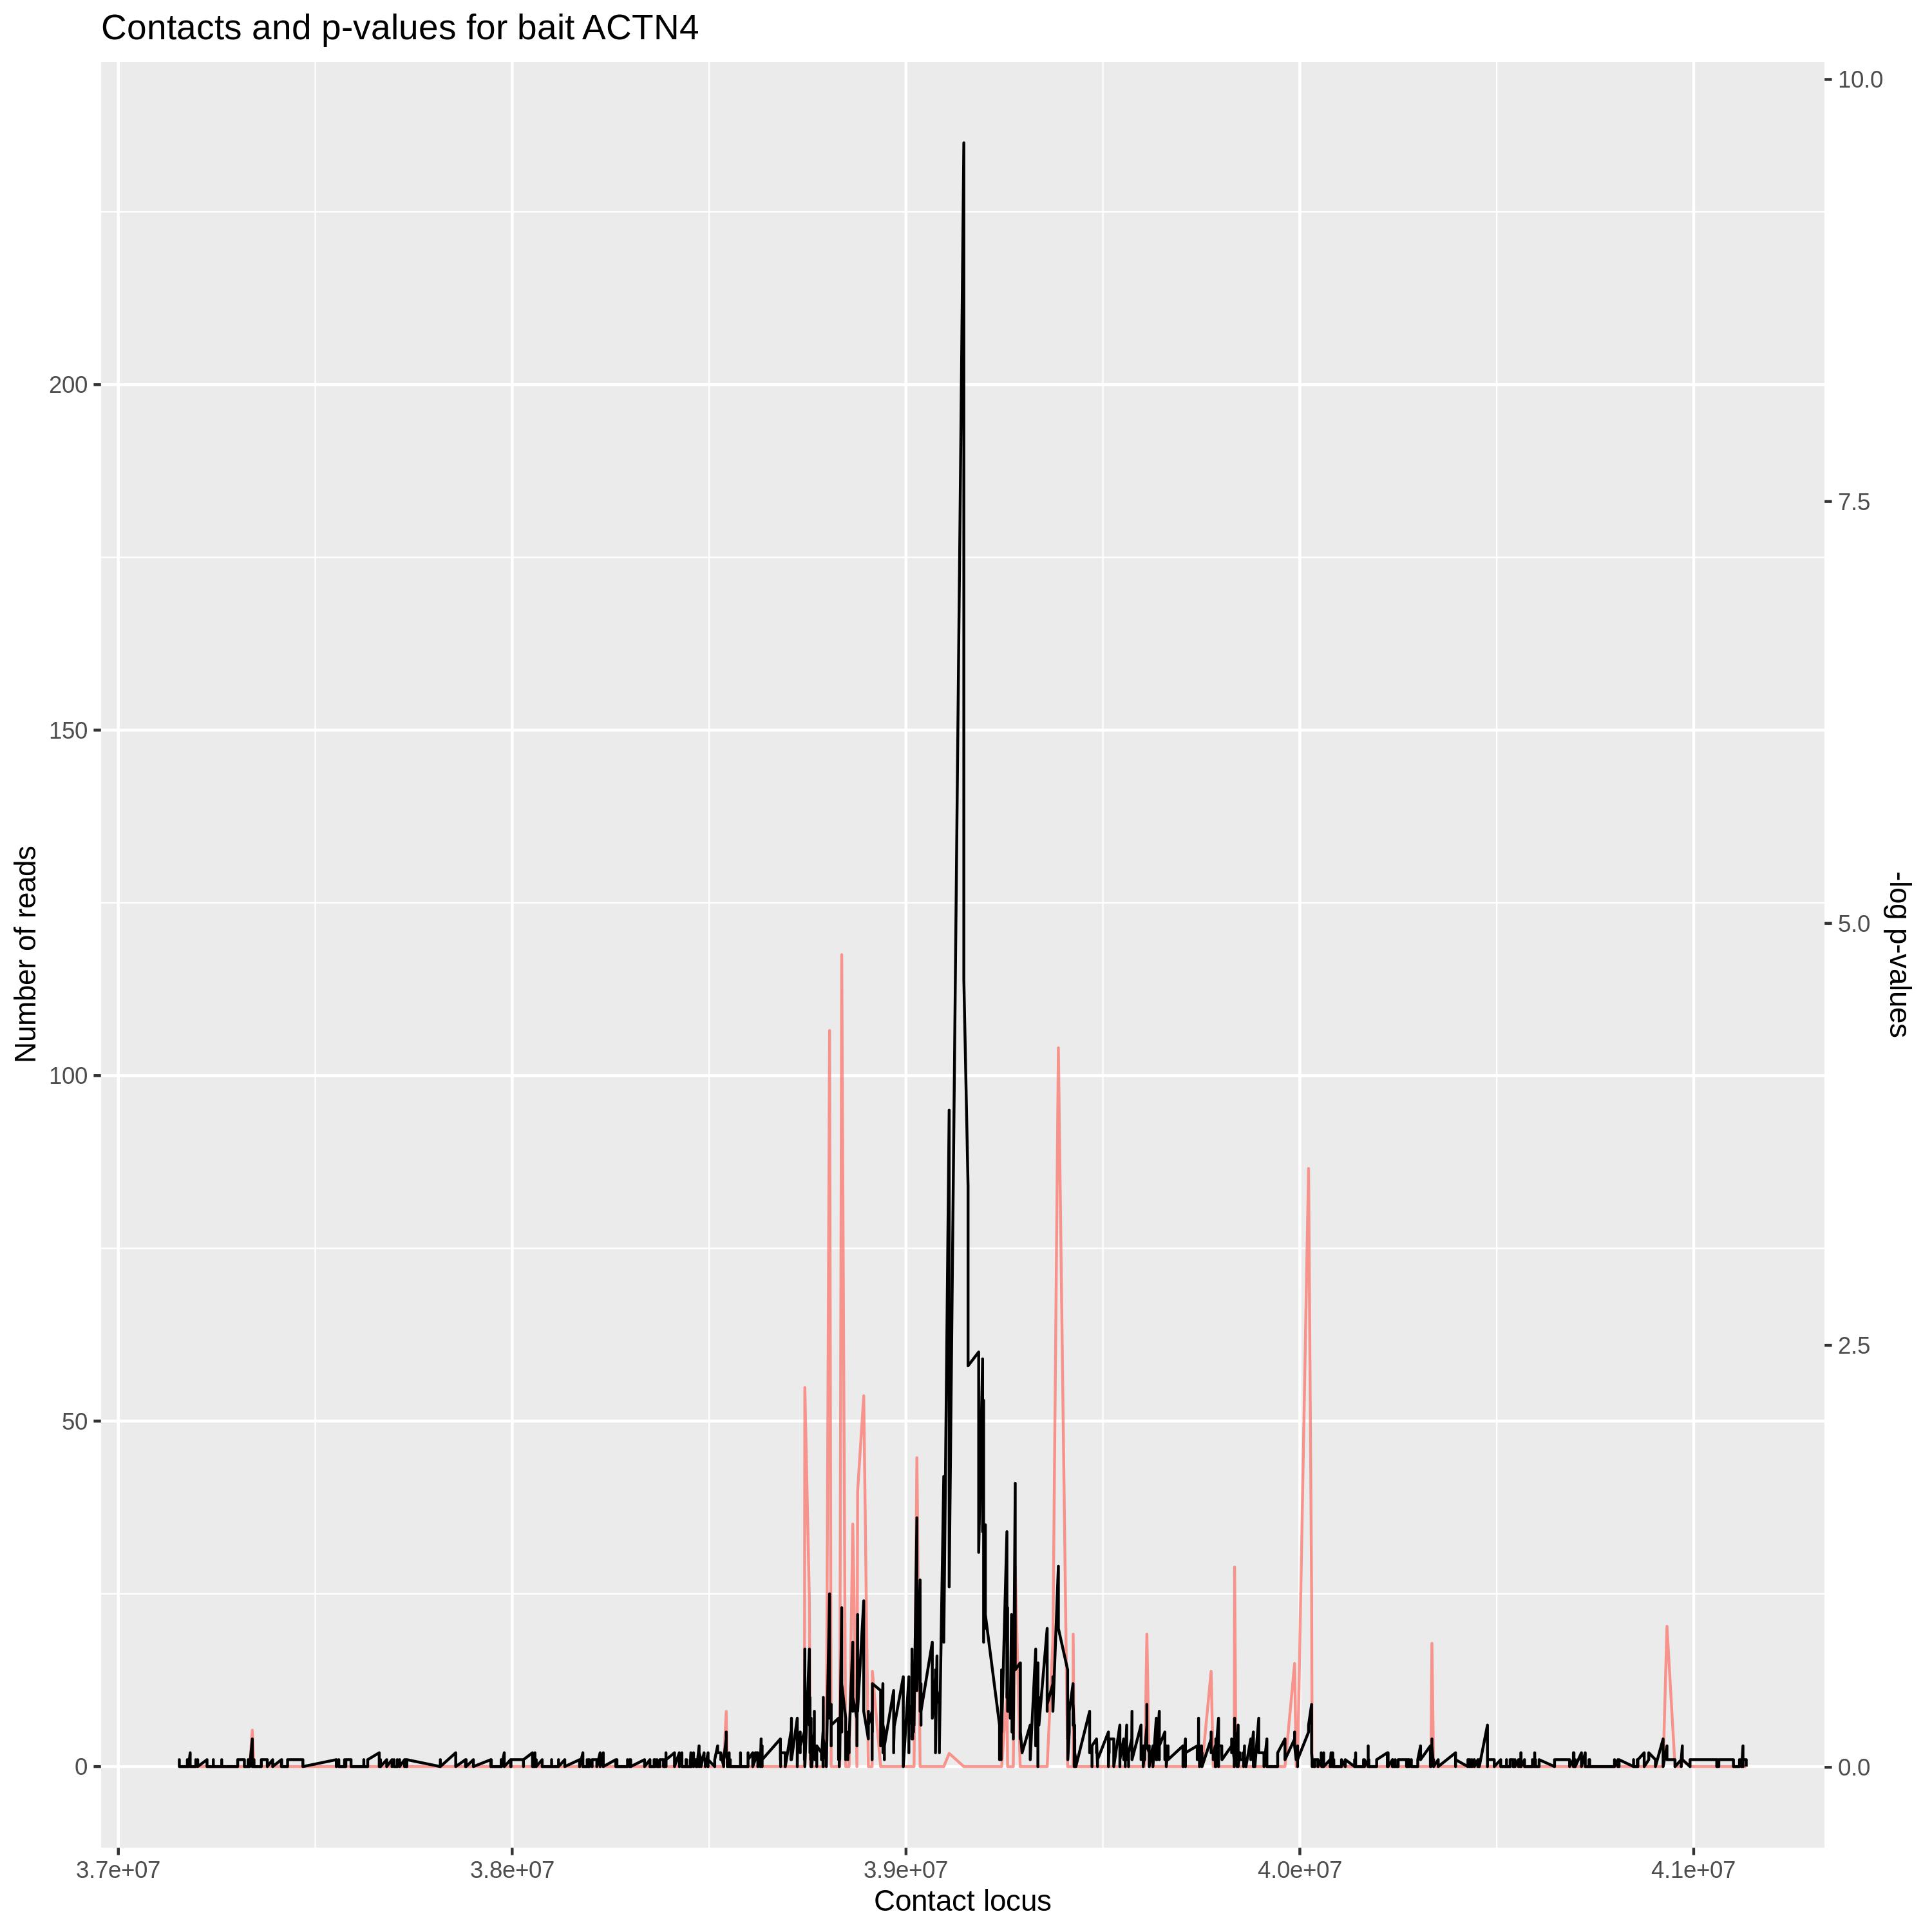 Contacts and p-values for bait ACTN4
10.0
7.5
5.0
2.5
0.0
200
150
100
50
0
Number of reads
-log p-values
3.7e+07 3.8e+07 3.9e+07 4.0e+07 4.1e+07
Contact locus